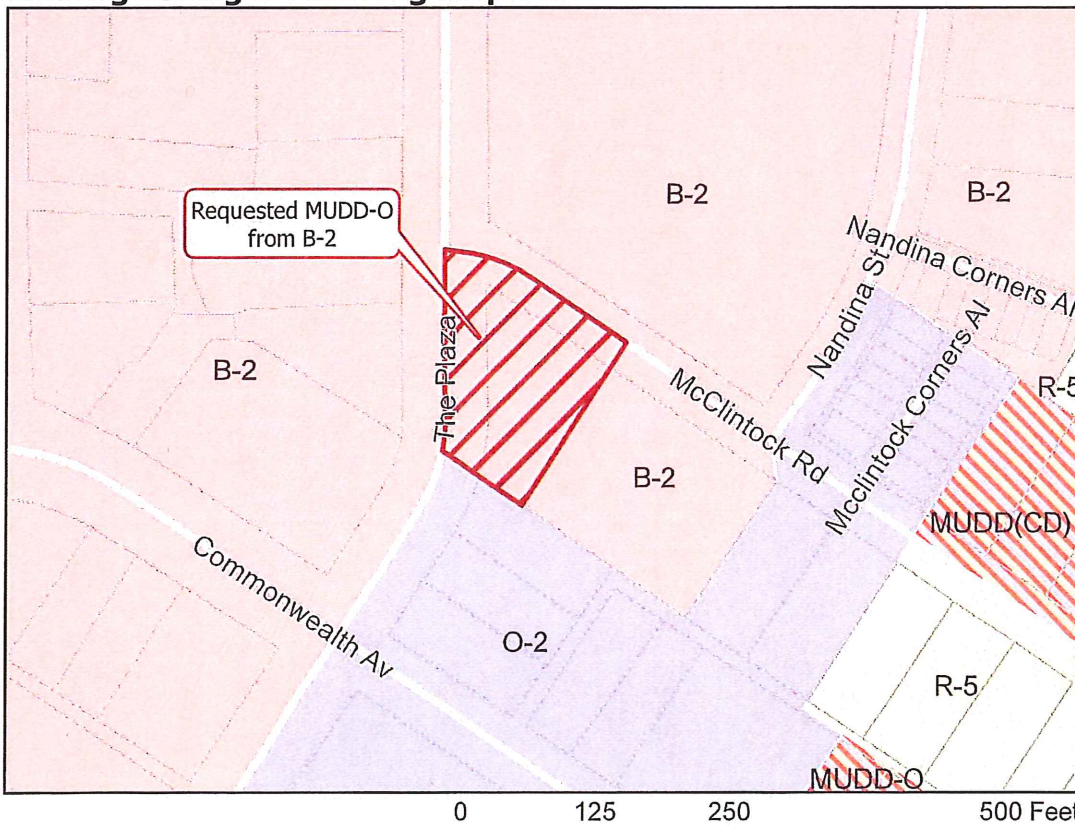 B-2
B-2
Requested MUDD-O
from B-2
Nandina Corners Al
Nandina St
Mcclintock Corners Al
The Plaza
B-2
McClintock Rd
R-5
B-2
MUDD(CD)
Commonwealth Av
O-2
R-5
MUDD-O
0 125 250 500 Feet